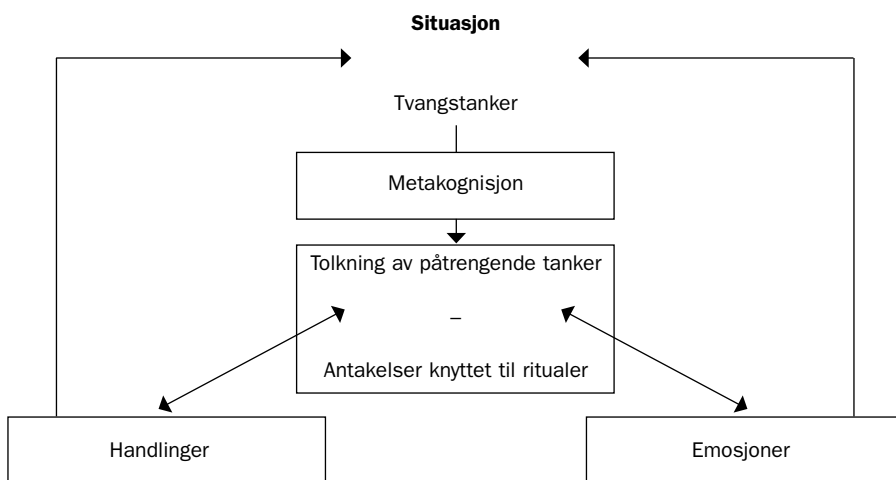 Situasjon
Tvangstanker
Metakognisjon
Tolkning av påtrengende tanker
–
Antakelser knyttet til ritualer
Handlinger
Emosjoner